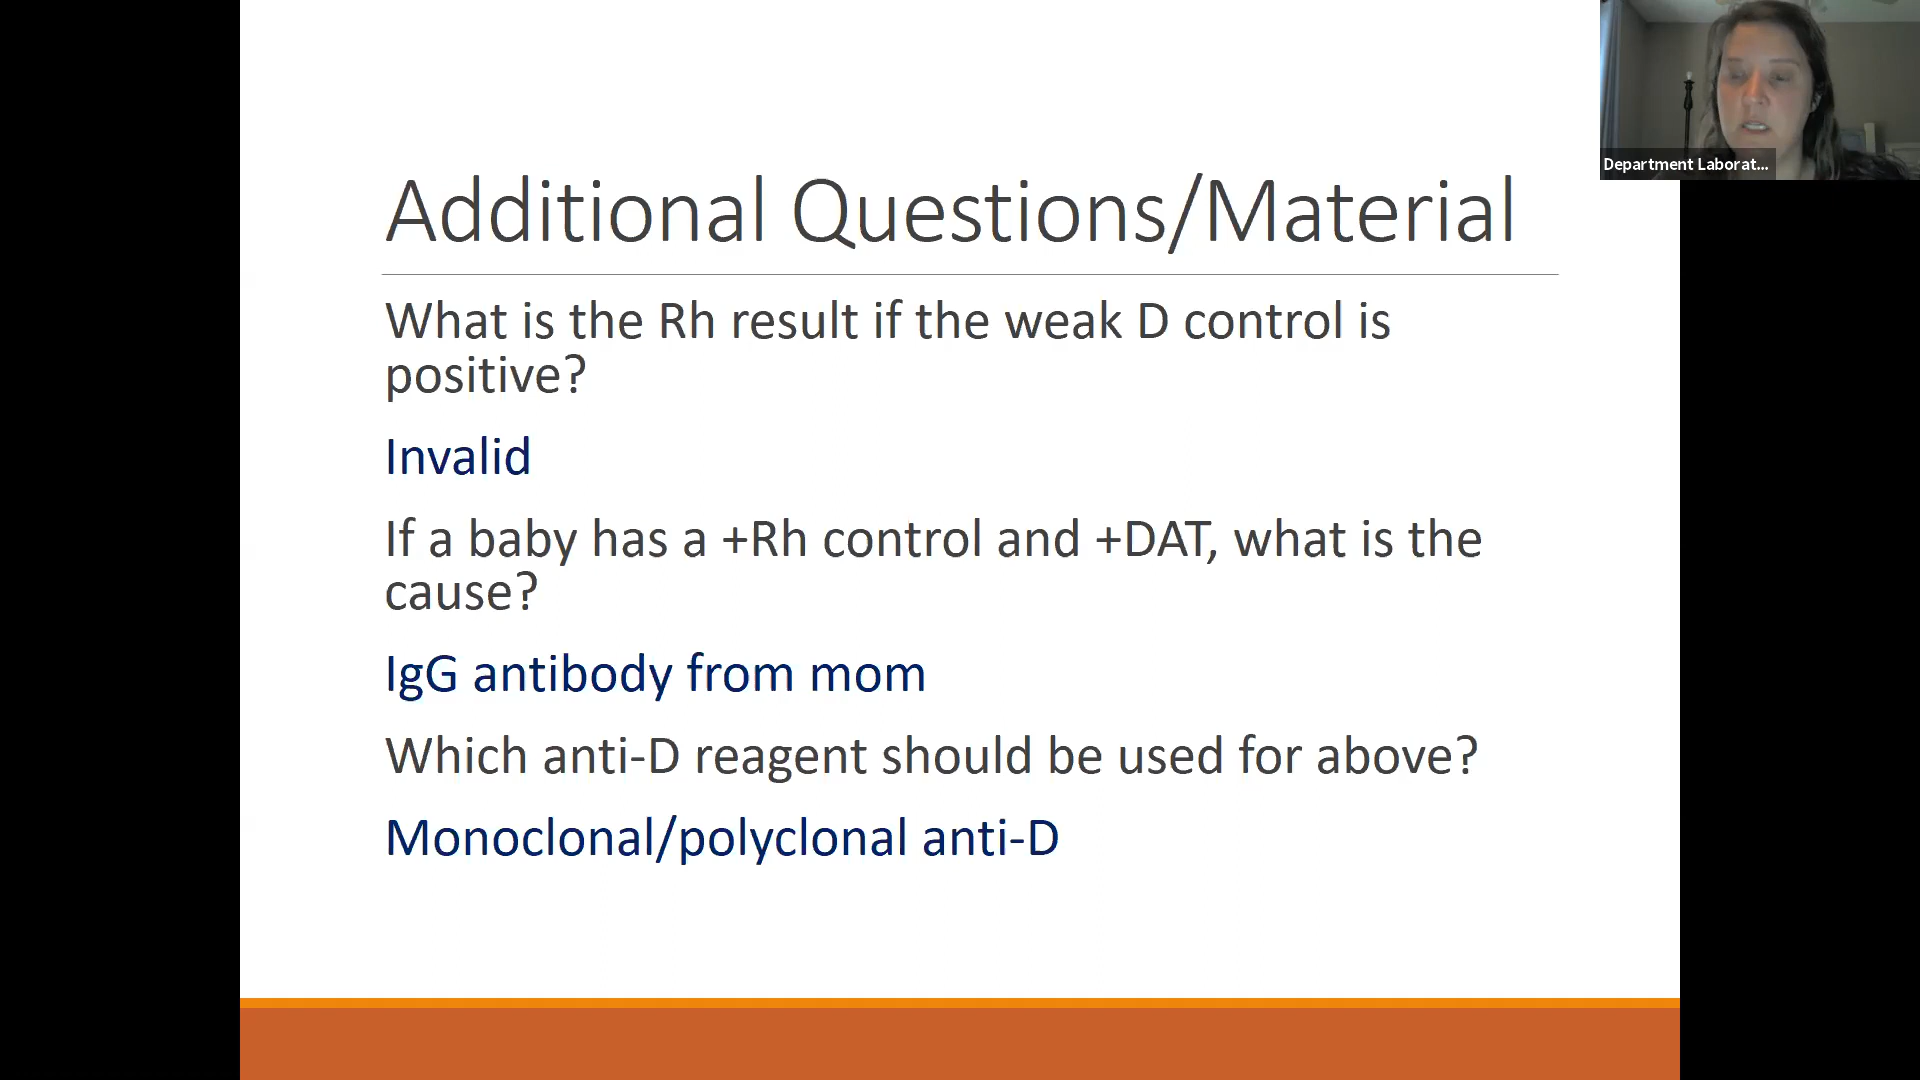 Additional Questions/Material
What is the Rh result if the weak D control is
positive?
Invalid
If a baby has a +Rh control and +DAT, what is the
cause?
IgG antibody from mom
Which anti-D reagent should be used for above?
Monoclonal/polyclonal anti-D
Department Laborat...